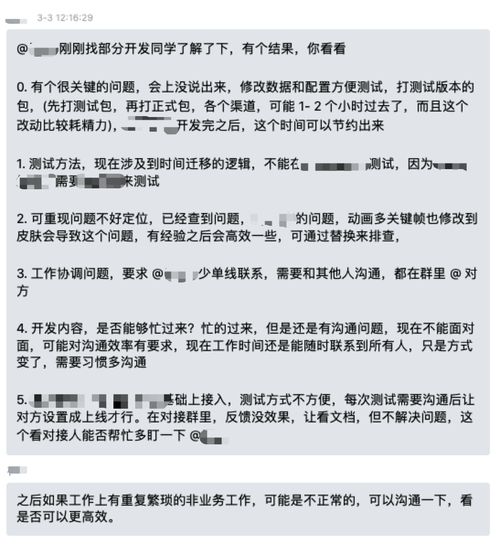 3-3 12:16:29
@刚刚找部分开发同学了解了下，有个结果，你看看
0. 有个很关键的问题，会上没说出来，修改数据和配置方便测试，打测试版本的
包，(先打测试包，再打正式包，各个渠道，可能 1- 2 个小时过去了，而且这个
改动比较耗精力)，开发完之后，这个时间可以节约出来
1. 测试方法，现在涉及到时间迁移的逻辑，不能在测试，因为
需要来测试
2. 可重现问题不好定位，已经查到问题，的问题，动画多关键帧也修改到
皮肤会导致这个问题，有经验之后会高效一些，可通过替换来排查，
3. 工作协调问题，要求 @少单线联系，需要和其他人沟通，都在群里 @ 对
方
4. 开发内容，是否能够忙过来？忙的过来，但是还是有沟通问题，现在不能面对
面，可能对沟通效率有要求，现在工作时间还是能随时联系到所有人，只是方式
变了，需要习惯多沟通
5. 基础上接入，测试方式不方便，每次测试需要沟通后让
对方设置成上线才行。在对接群里，反馈没效果，让看文档，但不解决问题，这
个看对接人能否帮忙多盯一下 @
之后如果工作上有重复繁琐的非业务工作，可能是不正常的，可以沟通一下，看
是否可以更高效。